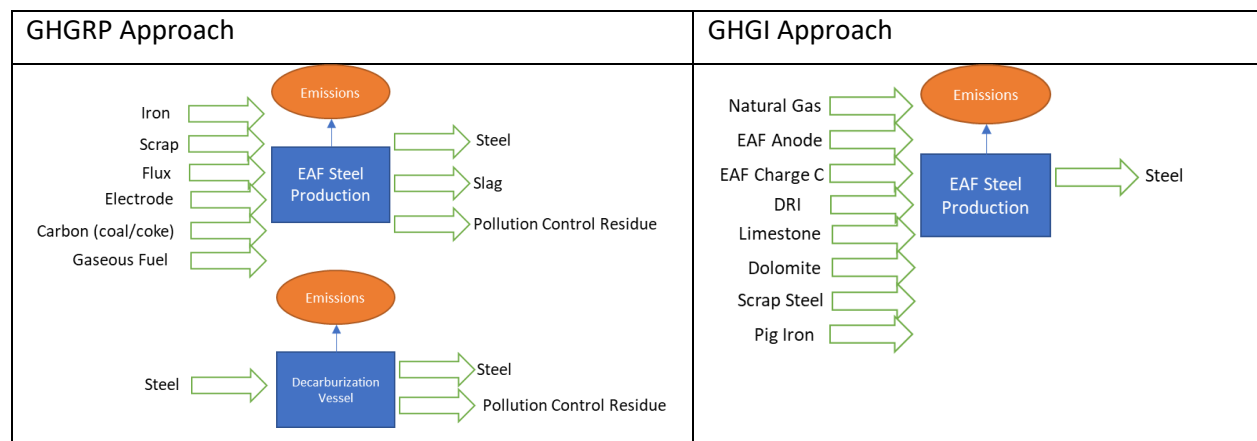 GHGRP Approach
GHGI Approach
Emissions
Iron
Scrap
Flux
Electrode
Carbon (coal/coke)
Gaseous Fuel
EAF Steel
Production
Steel
Slag
Pollution Control Residue
Emissions
Steel
Decarburization
Vessel
Steel
Pollution Control Residue
Emissions
Natural Gas
EAF Anode
EAF Charge C
DRI
Limestone
Dolomite
Scrap Steel
Pig Iron
EAF Steel
Production
Steel